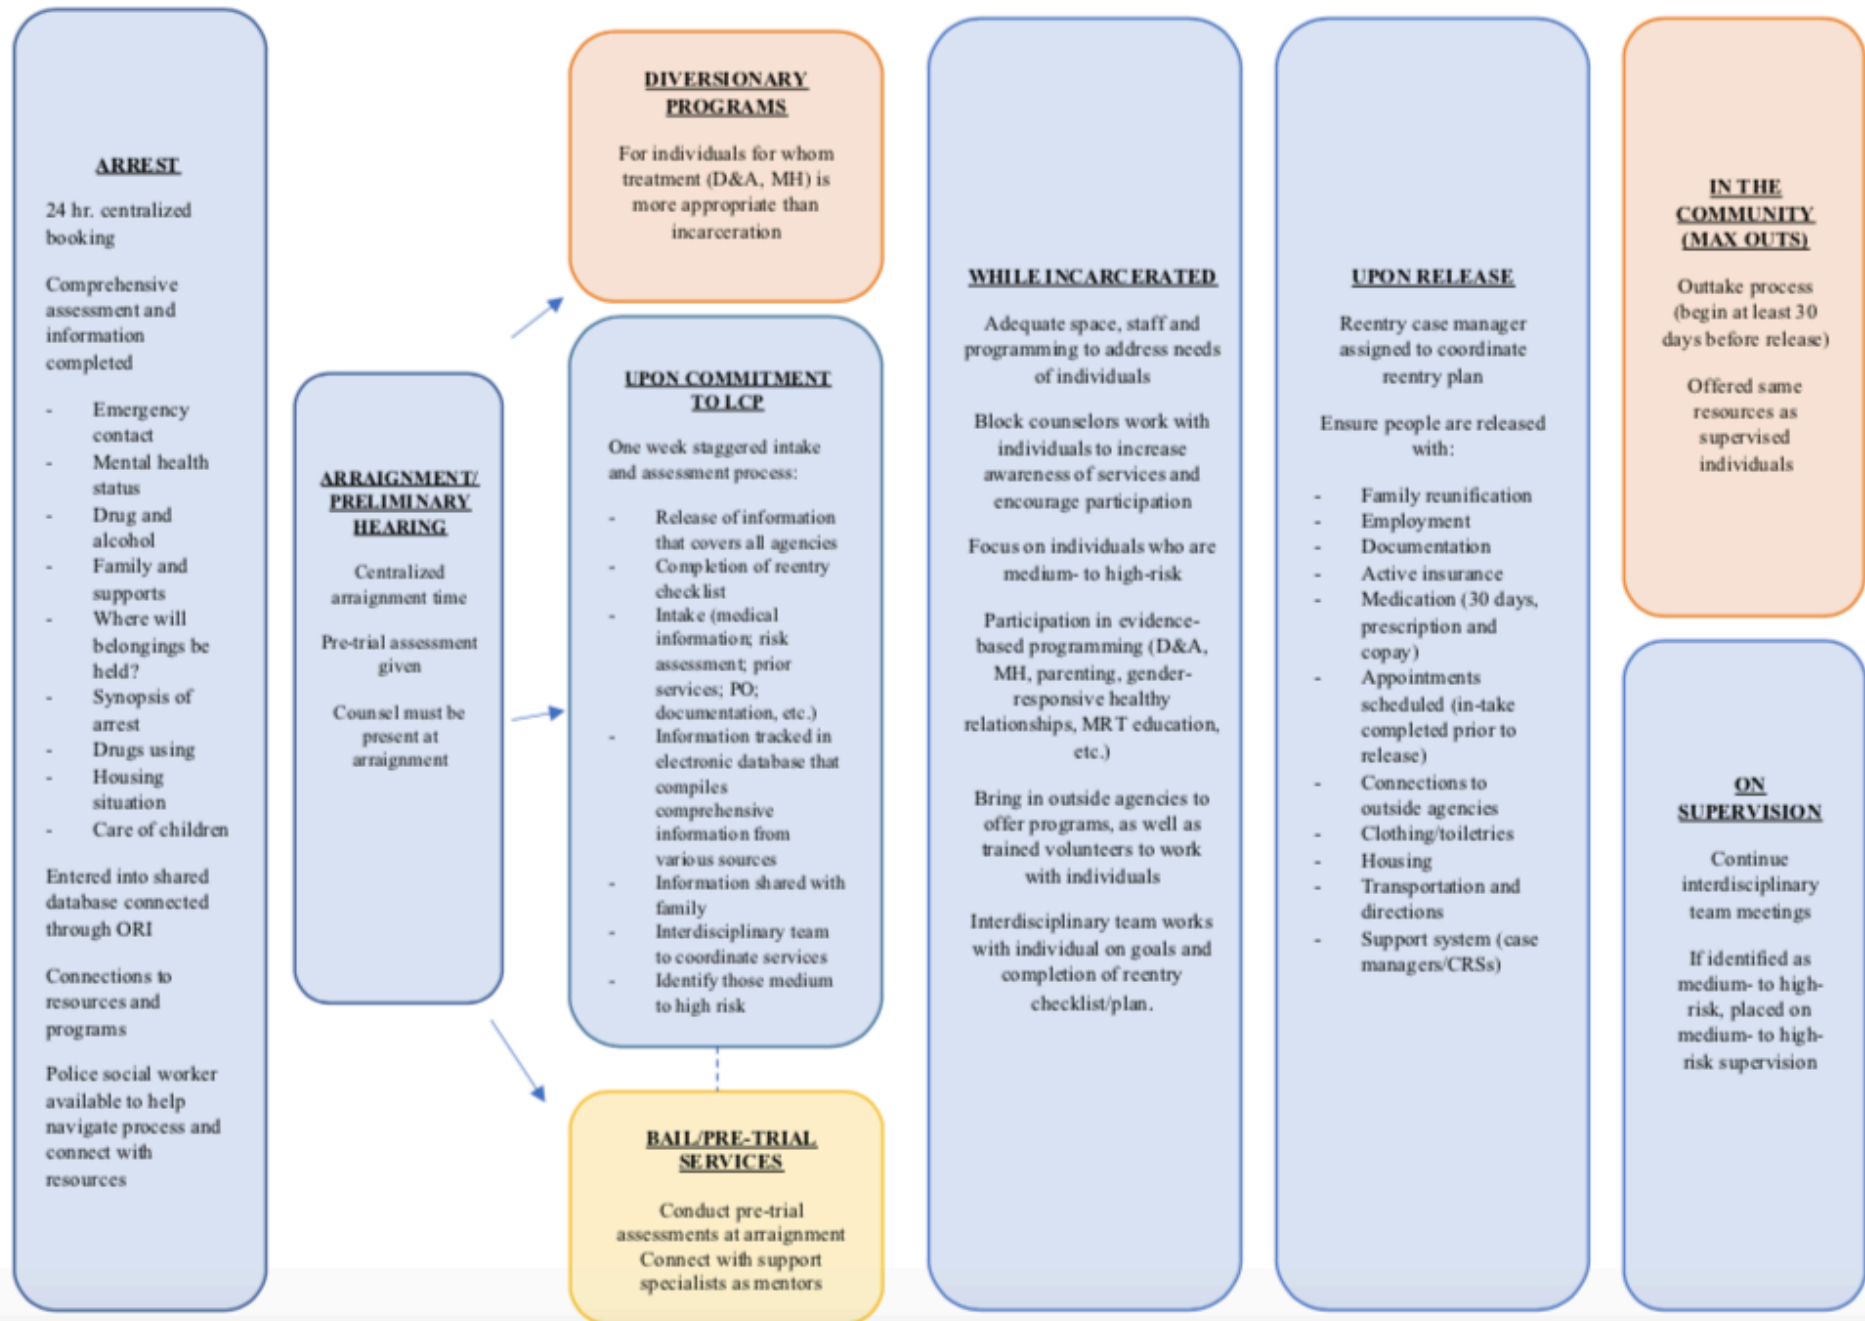 ARREST
24 hr. centralized
booking
Comprehensive
assessment and
information
completed
- Emergency
contact
- Mental health
status
- Drug and
alcohol
- Family and
supports
- Where will
belongings be
held?
- Synopsis of
arrest
- Drugs using
- Housing
situation
- Care of children
Entered into shared
database connected
through ORI
Connections to
resources and
programs
Police social worker
available to help
navigate process and
connect with
resources
ARRAIGNMENT/
PRELIMINARY
HEARING
Centralized
arraignment time
Pre-trial assessment
given
Counsel must be
present at
arraignment
DIVERSIONARY
PROGRAMS
For individuals for whom
treatment (D&A, MH) is
more appropriate than
incarceration
UPON COMMITMENT
TO LCP
One week staggered intake
and assessment process:
- Release of information
that covers all agencies
- Completion of reentry
checklist
- Intake (medical
information; risk
assessment; prior
services; PO;
documentation, etc.)
- Information tracked in
electronic database that
compiles
comprehensive
information from
various sources
- Information shared with
family
- Interdisciplinary team
to coordinate services
- Identify those medium
to high risk
BAIL/PRE-TRIAL
SERVICES
Conduct pre-trial
assessments at arraignment
Connect with support
specialists as mentors
WHILE INCARCERATED
Adequate space, staff and
programming to address needs
of individuals
Block counselors work with
individuals to increase
awareness of services and
encourage participation
Focus on individuals who are
medium- to high-risk
Participation in evidence-
based programming (D&A,
MH, parenting, gender-
responsive healthy
relationships, MRT education,
etc.)
Bring in outside agencies to
offer programs, as well as
trained volunteers to work
with individuals
Interdisciplinary team works
with individual on goals and
completion of reentry
checklist/plan.
UPON RELEASE
Reentry case manager
assigned to coordinate
reentry plan
Ensure people are released
with:
- Family reunification
- Employment
- Documentation
- Active insurance
- Medication (30 days,
prescription and
copay)
- Appointments
scheduled (in-take
completed prior to
release)
- Connections to
outside agencies
- Clothing/toiletries
- Housing
- Transportation and
directions
- Support system (case
managers/CRSs)
IN THE
COMMUNITY
(MAX OUTS)
Outtake process
(begin at least 30
days before release)
Offered same
resources as
supervised
individuals
ON
SUPERVISION
Continue
interdisciplinary
team meetings
If identified as
medium- to high-
risk, placed on
medium- to high-
risk supervision